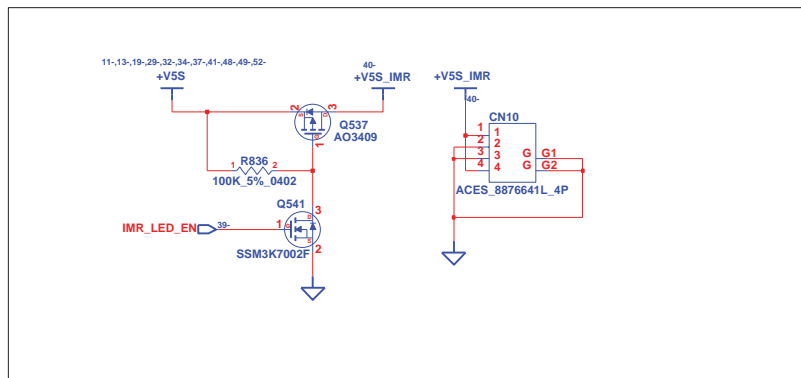 11-,13-,19-,29-,32-,34-,37-,41-,48-,49-,52-
+V5S
40-
+V5S_IMR
+V5S_IMR
40-
CN10
2
3
S
D
G
1
Q537
AO3409
1
2
3
4
1
2
3
4
G
G
G1
G2
ACES_8876641L_4P
R836
1
2
100K_5%_0402
Q541
3
D
IMR_LED_EN
39-
1
G
S
2
SSM3K7002F